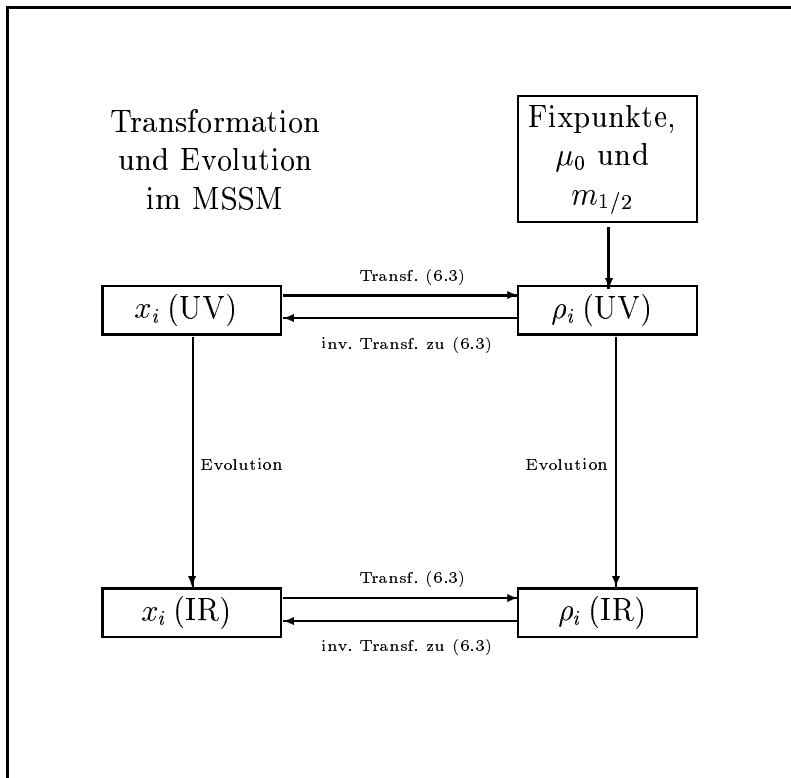 Transformation
und Evolution
im MSSM
Fixpunkte,
μ₀ und
m₁/₂
Transf. (6.3)
xᵢ (UV)
ρᵢ (UV)
inv. Transf. zu (6.3)
Evolution
Evolution
Transf. (6.3)
xᵢ (IR)
ρᵢ (IR)
inv. Transf. zu (6.3)